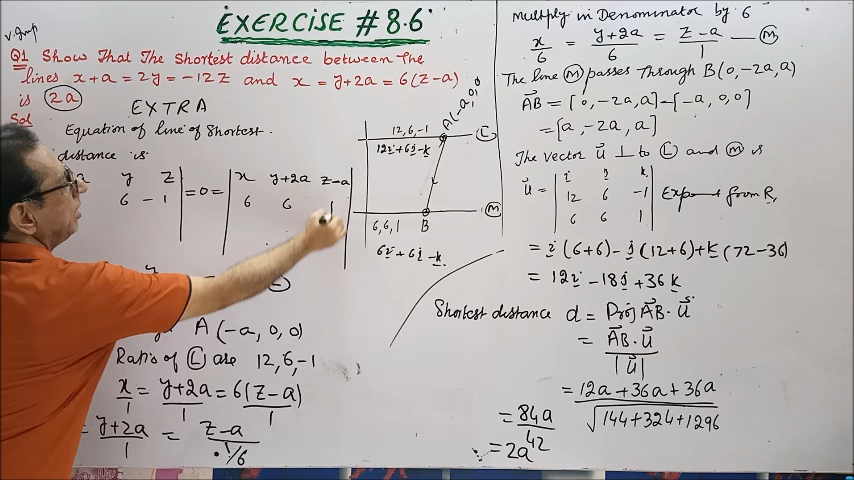 EXERCISE # 8.6
V.Imp
Q1 Show That The Shortest distance between the
lines x+a = 2y = -12z and x = y+2a = 6(z-a)
is 2a
EXTRA
Sol
Equation of line of Shortest
distance is
y z
6 -1
= 0 =
x y+2a z-a
6 6 1
A (-a, 0, 0)
Ratio's of L are 12, 6, -1
x/1 = y+2a/1 = 6(z-a)/1
= y+2a/1 = z-a/1/6
A(-a,0,0)
12, 6, -1
L
12i+6j-k
M
6,6,1 B
6i+6j-k
Multiply in Denominator by 6
x/6 = y+2a/6 = z-a/1 — M
The line M passes Through B(0,-2a,a)
AB = [0,-2a,a]-[-a,0,0]
= [a,-2a,a]
The vector u ⊥ to L and M is
u = | i j k |
12 6 -1
6 6 1
from R,
= i(6+6)-j(12+6)+k(72-36)
= 12i-18j+36k
Shortest distance d = Proj AB·u
= AB·u/|u|
= 12a+36a+36a/√144+324+1296
= 84a/42
= 2a